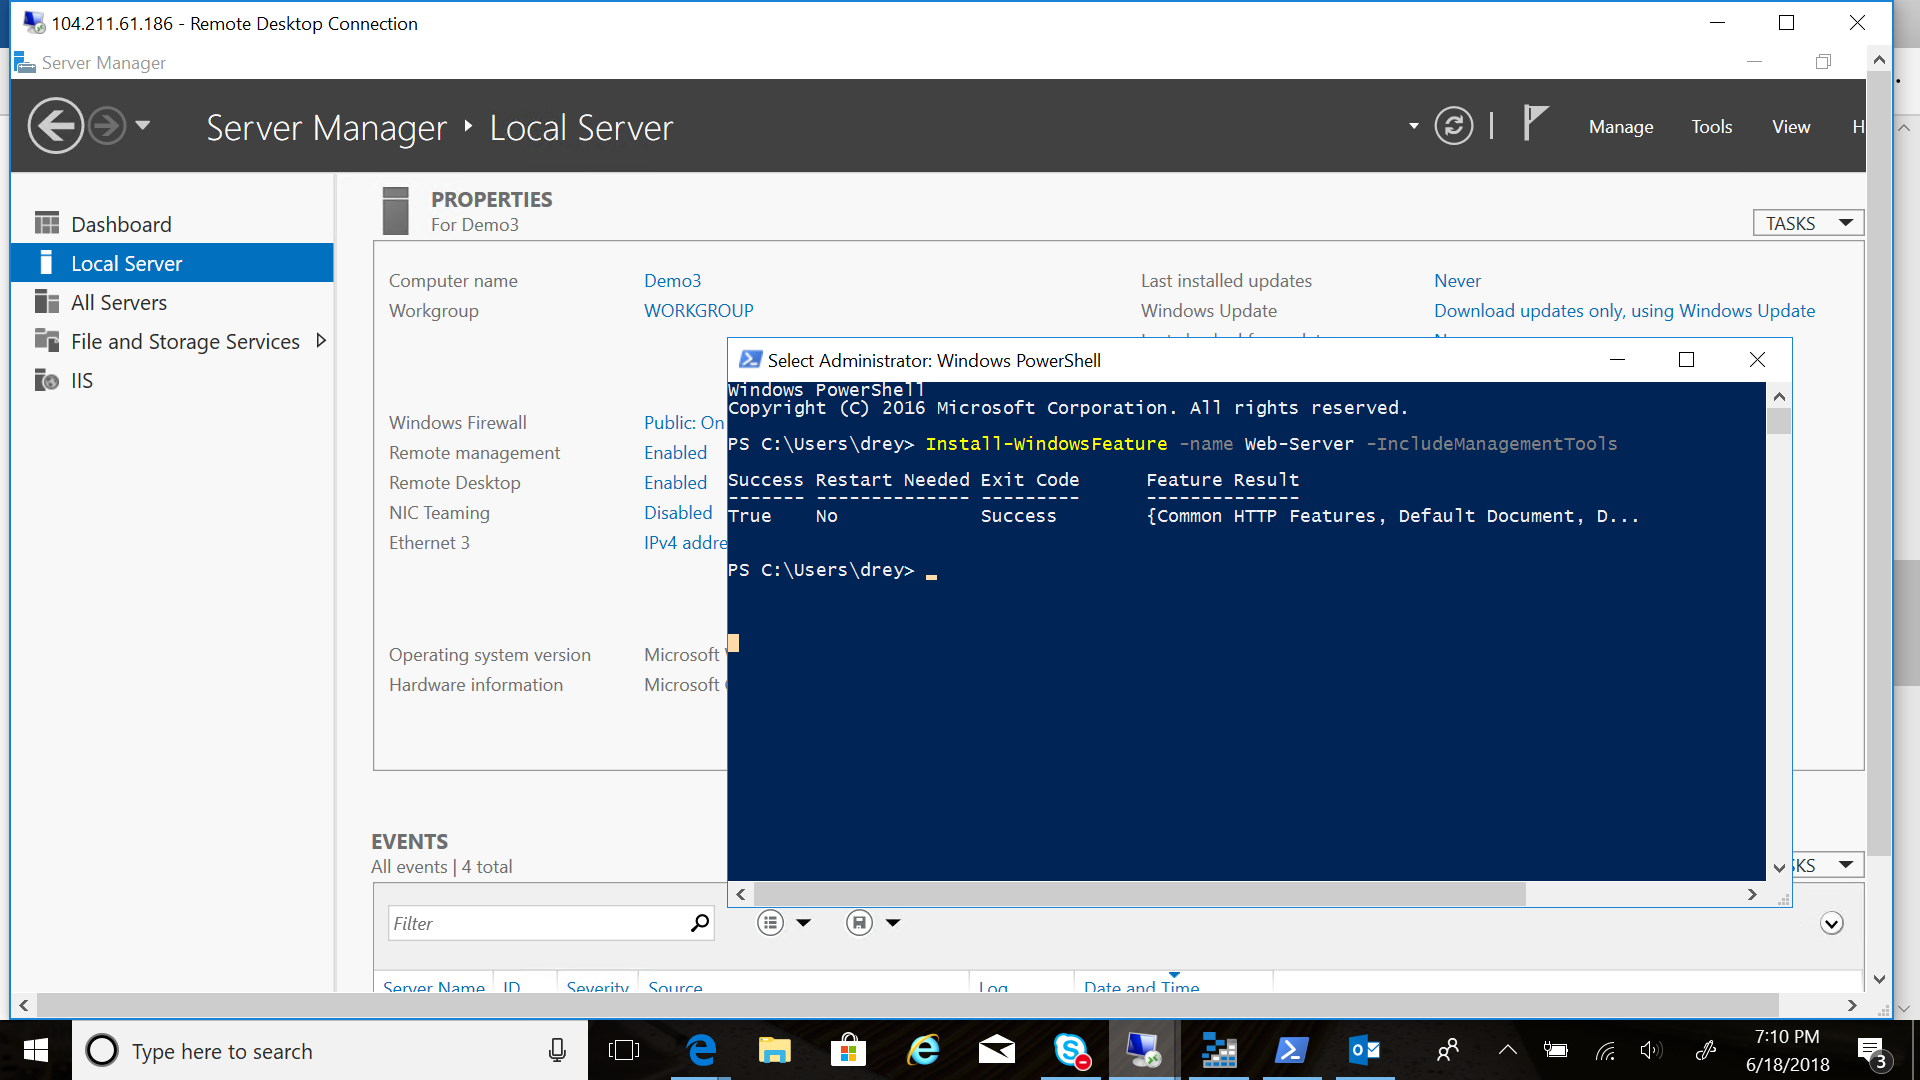 104.211.61.186 - Remote Desktop Connection
Server Manager
Server Manager ‣ Local Server
Manage Tools View H
Dashboard
Local Server
All Servers
File and Storage Services
IIS
PROPERTIES
For Demo3
TASKS
Computer name Demo3 Last installed updates Never
Workgroup WORKGROUP Windows Update Download updates only, using Windows Update
Windows Firewall Public: On
Remote management Enabled
Remote Desktop Enabled
NIC Teaming Disabled
Ethernet 3 IPv4 addre
Operating system version Microsoft
Hardware information Microsoft
Select Administrator: Windows PowerShell
Windows PowerShell
Copyright (C) 2016 Microsoft Corporation. All rights reserved.
PS C:\Users\drey> Install-WindowsFeature -name Web-Server -IncludeManagementTools
Success Restart Needed Exit Code Feature Result
------- -------------- --------- --------------
True No Success {Common HTTP Features, Default Document, D...
PS C:\Users\drey> _
EVENTS
All events | 4 total
SKS
Filter
Server Name ID Severity Source Log Date and Time
Type here to search
7:10 PM
6/18/2018
3